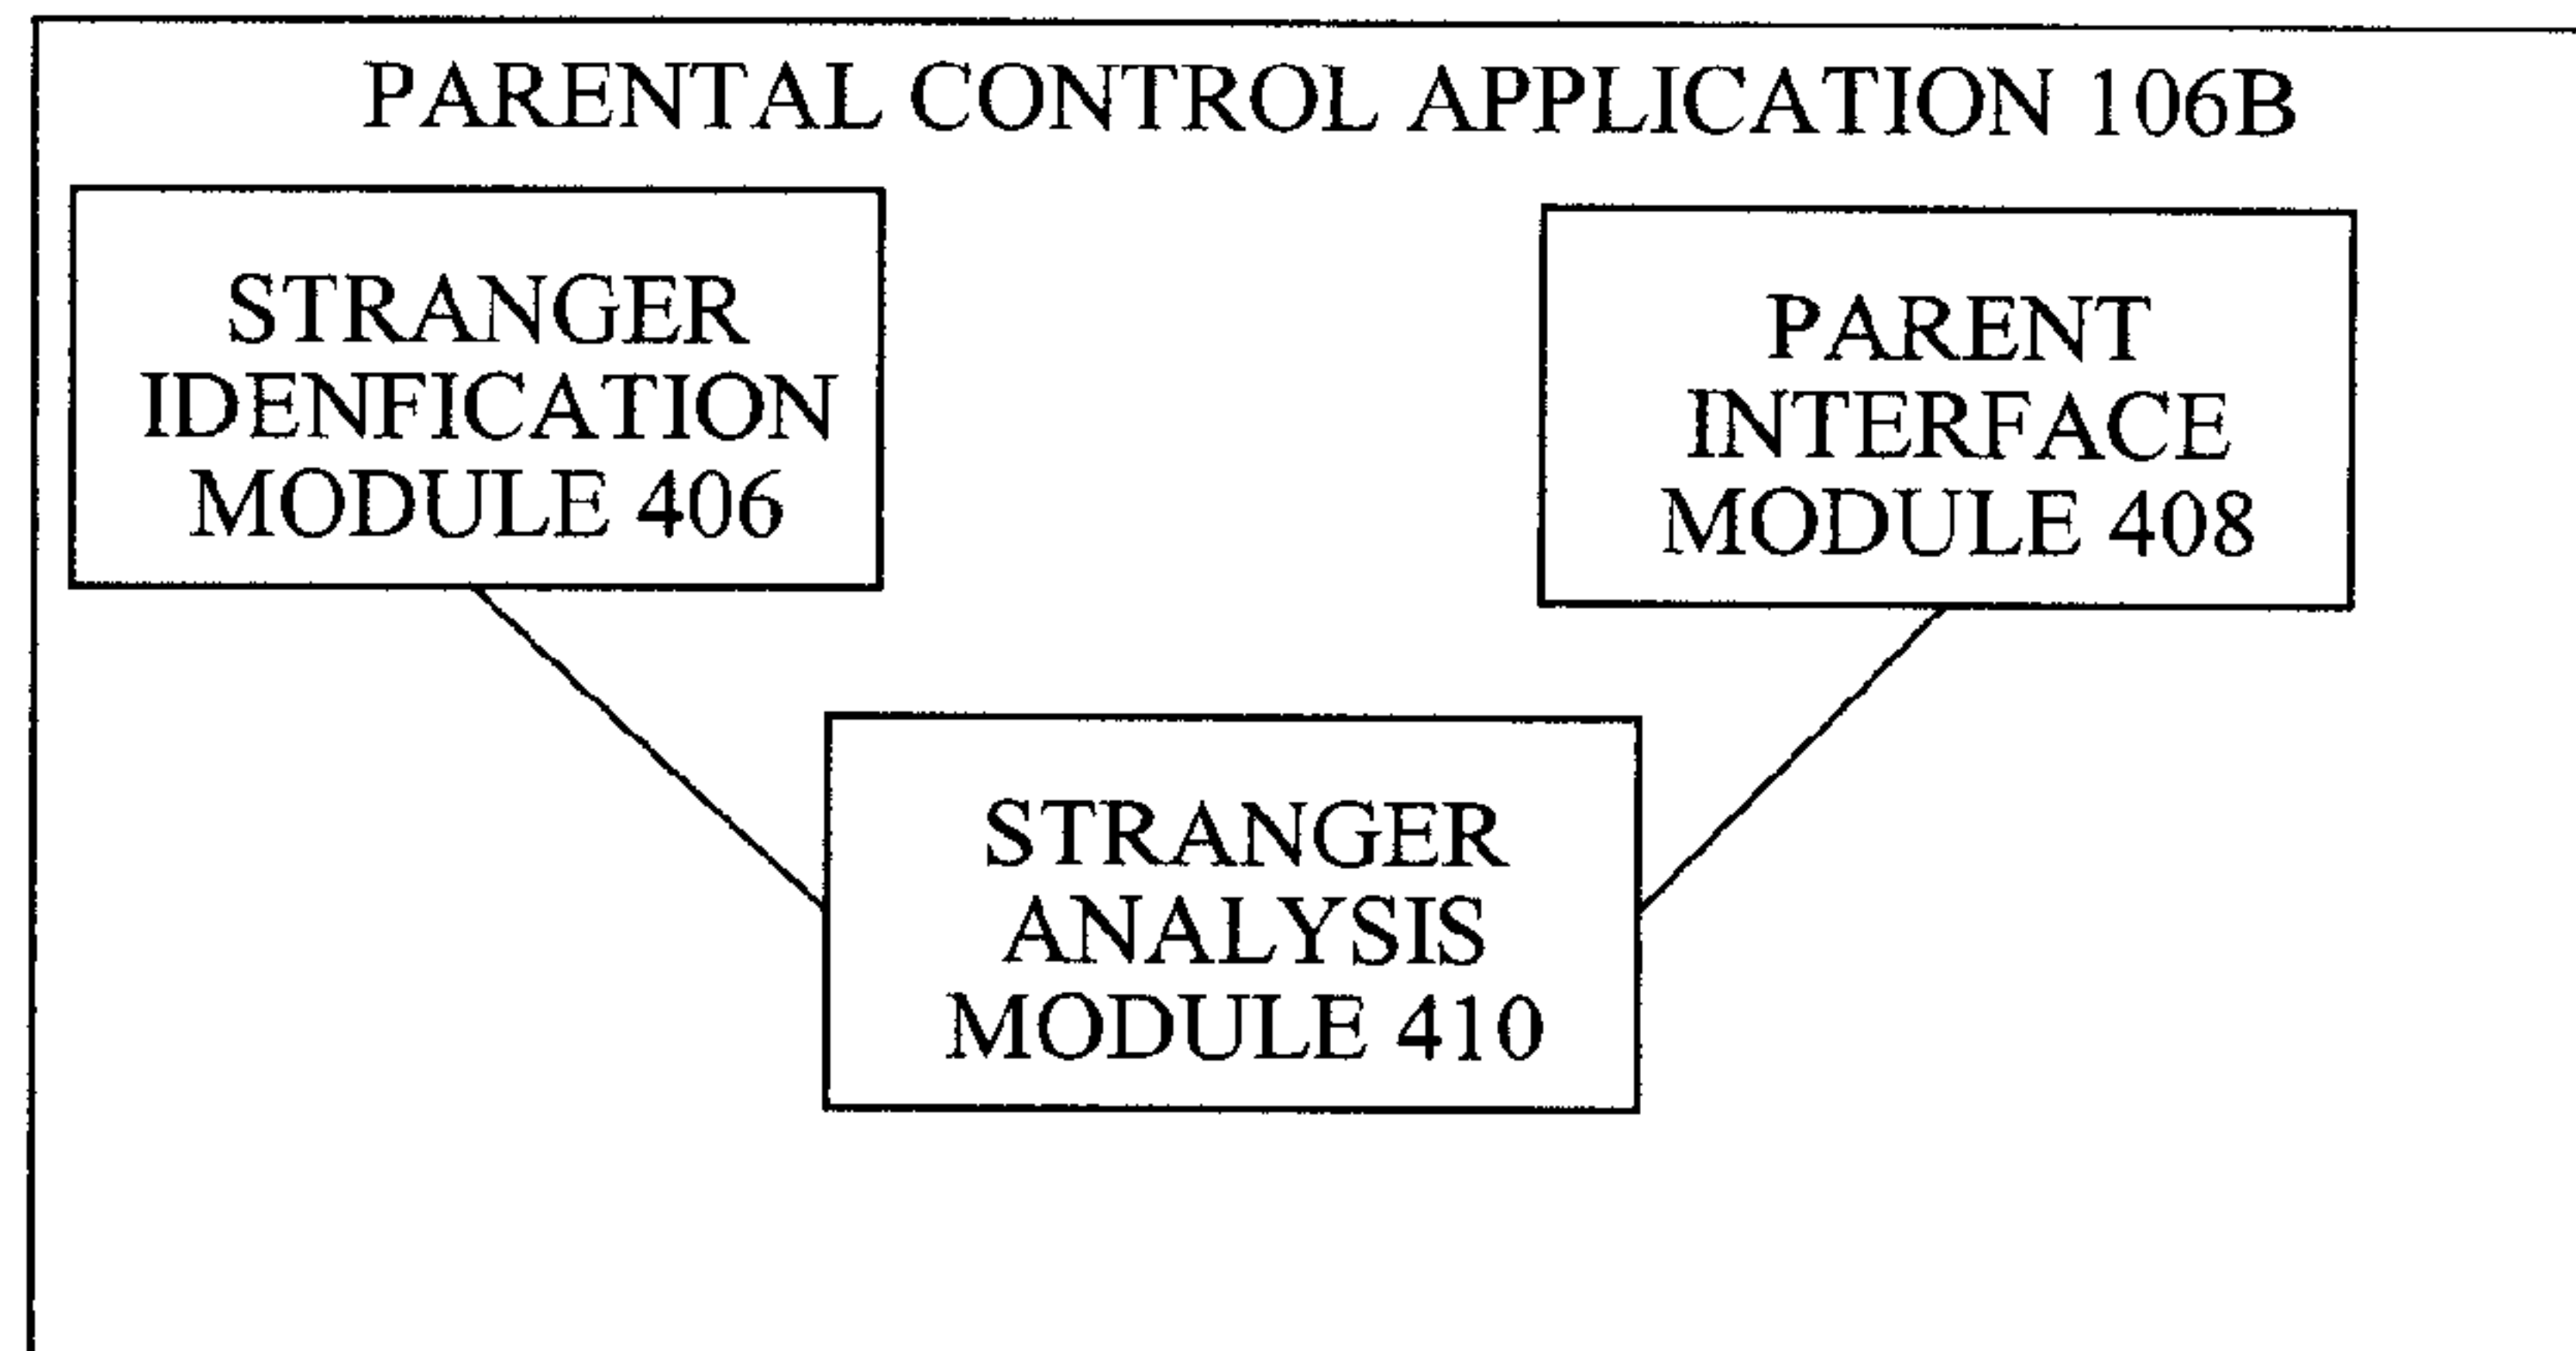 PARENTAL CONTROL APPLICATION 106B
STRANGER
IDENFICATION
MODULE 406
PARENT
INTERFACE
MODULE 408
STRANGER
ANALYSIS
MODULE 410